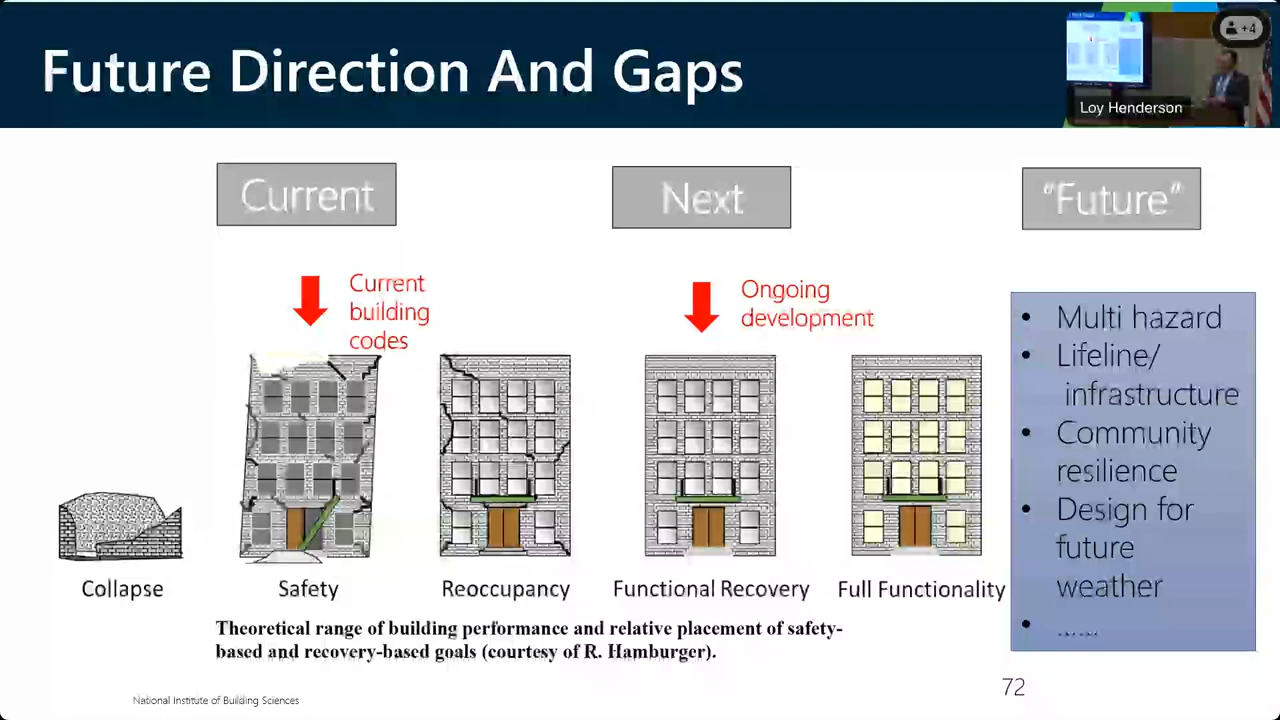 Future Direction And Gaps
+4
Loy Henderson
Current
Next
“Future”
Current
building
codes
Ongoing
development
• Multi hazard
• Lifeline/
infrastructure
• Community
resilience
• Design for
future
weather
• ......
Collapse
Safety
Reoccupancy
Functional Recovery
Full Functionality
Theoretical range of building performance and relative placement of safety-
based and recovery-based goals (courtesy of R. Hamburger).
National Institute of Building Sciences
72